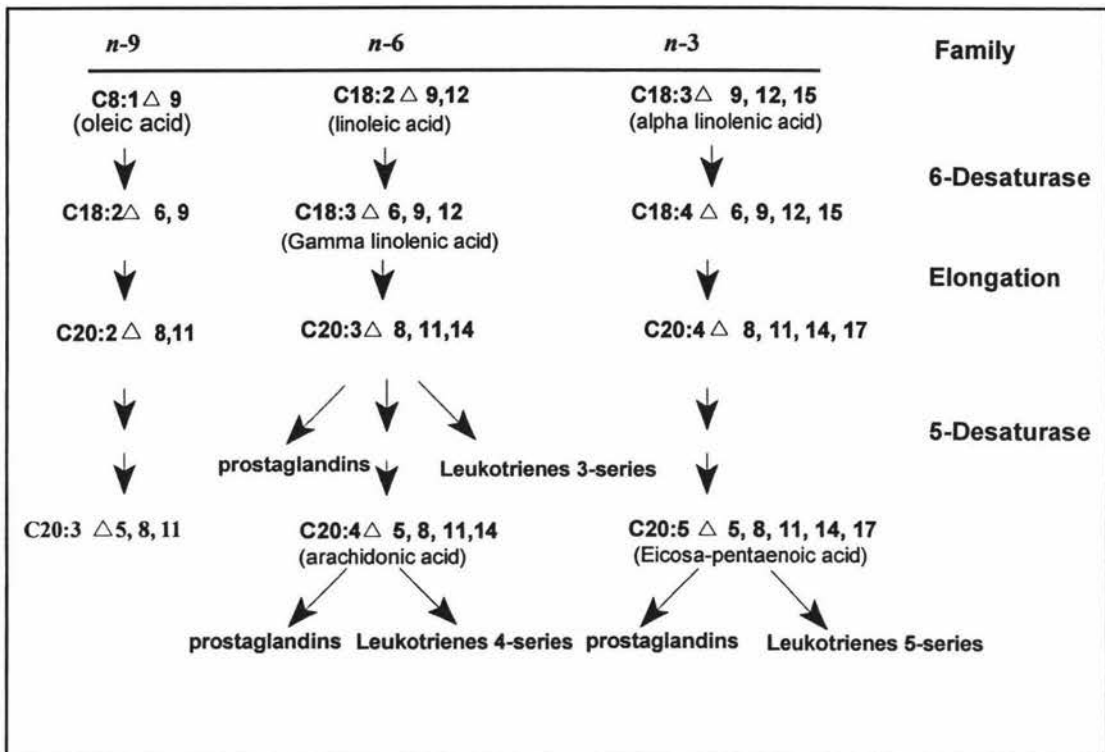 n-9 n-6 n-3 Family
C8:1△ 9 C18:2△ 9,12 C18:3△ 9, 12, 15
(oleic acid) (linoleic acid) (alpha linolenic acid)
6-Desaturase
C18:2△ 6, 9 C18:3 △ 6, 9, 12 C18:4 △ 6, 9, 12, 15
(Gamma linolenic acid)
Elongation
C20:2△ 8,11 C20:3△ 8, 11,14 C20:4 △ 8, 11, 14, 17
5-Desaturase
prostaglandins Leukotrienes 3-series
C20:3 △5, 8, 11 C20:4△ 5, 8, 11,14 C20:5 △ 5, 8, 11, 14, 17
(arachidonic acid) (Eicosa-pentaenoic acid)
prostaglandins Leukotrienes 4-series prostaglandins Leukotrienes 5-series